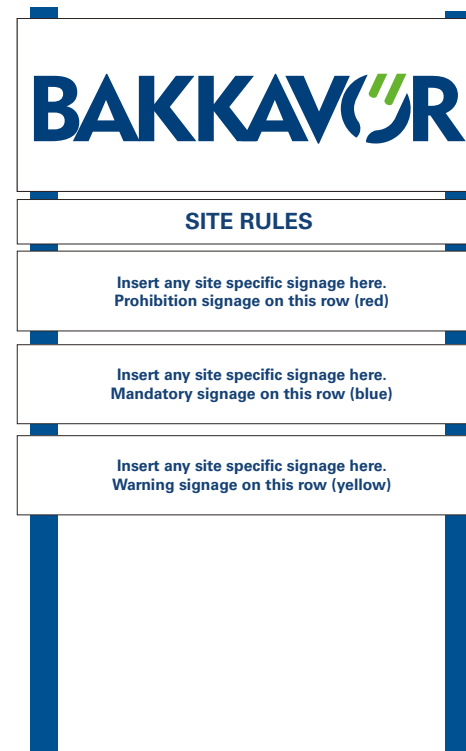 BAKKAVÖR
SITE RULES
Insert any site specific signage here.
Prohibition signage on this row (red)
Insert any site specific signage here.
Mandatory signage on this row (blue)
Insert any site specific signage here.
Warning signage on this row (yellow)